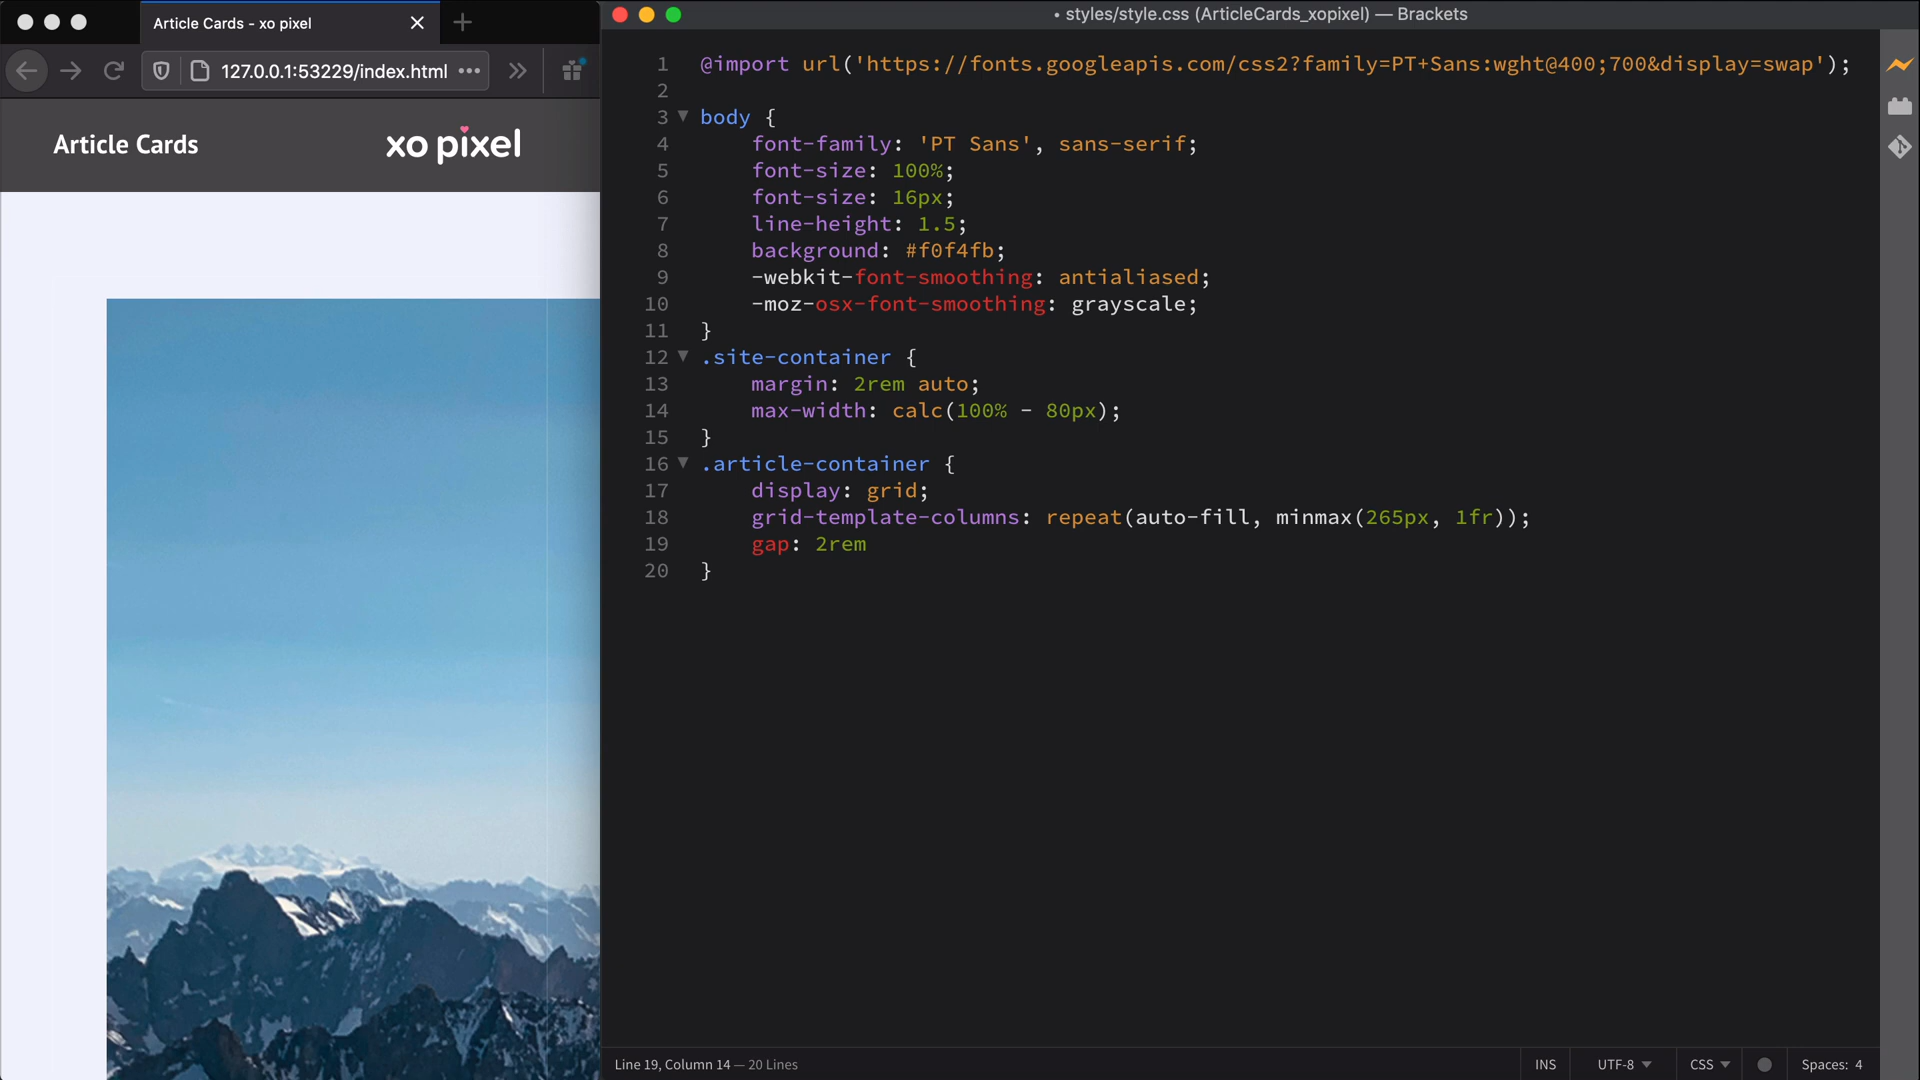 Article Cards - xo pixel
127.0.0.1:53229/index.html
Article Cards
xo pixel
• styles/style.css (ArticleCards_xopixel) — Brackets
1 @import url('https://fonts.googleapis.com/css2?family=PT+Sans:wght@400;700&display=swap');
2
3 body {
4 font-family: 'PT Sans', sans-serif;
5 font-size: 100%;
6 font-size: 16px;
7 line-height: 1.5;
8 background: #f0f4fb;
9 -webkit-font-smoothing: antialiased;
10 -moz-osx-font-smoothing: grayscale;
11 }
12 .site-container {
13 margin: 2rem auto;
14 max-width: calc(100% - 80px);
15 }
16 .article-container {
17 display: grid;
18 grid-template-columns: repeat(auto-fill, minmax(265px, 1fr));
19 gap: 2rem
20 }
Line 19, Column 14 — 20 Lines
INS
UTF-8
CSS
Spaces: 4